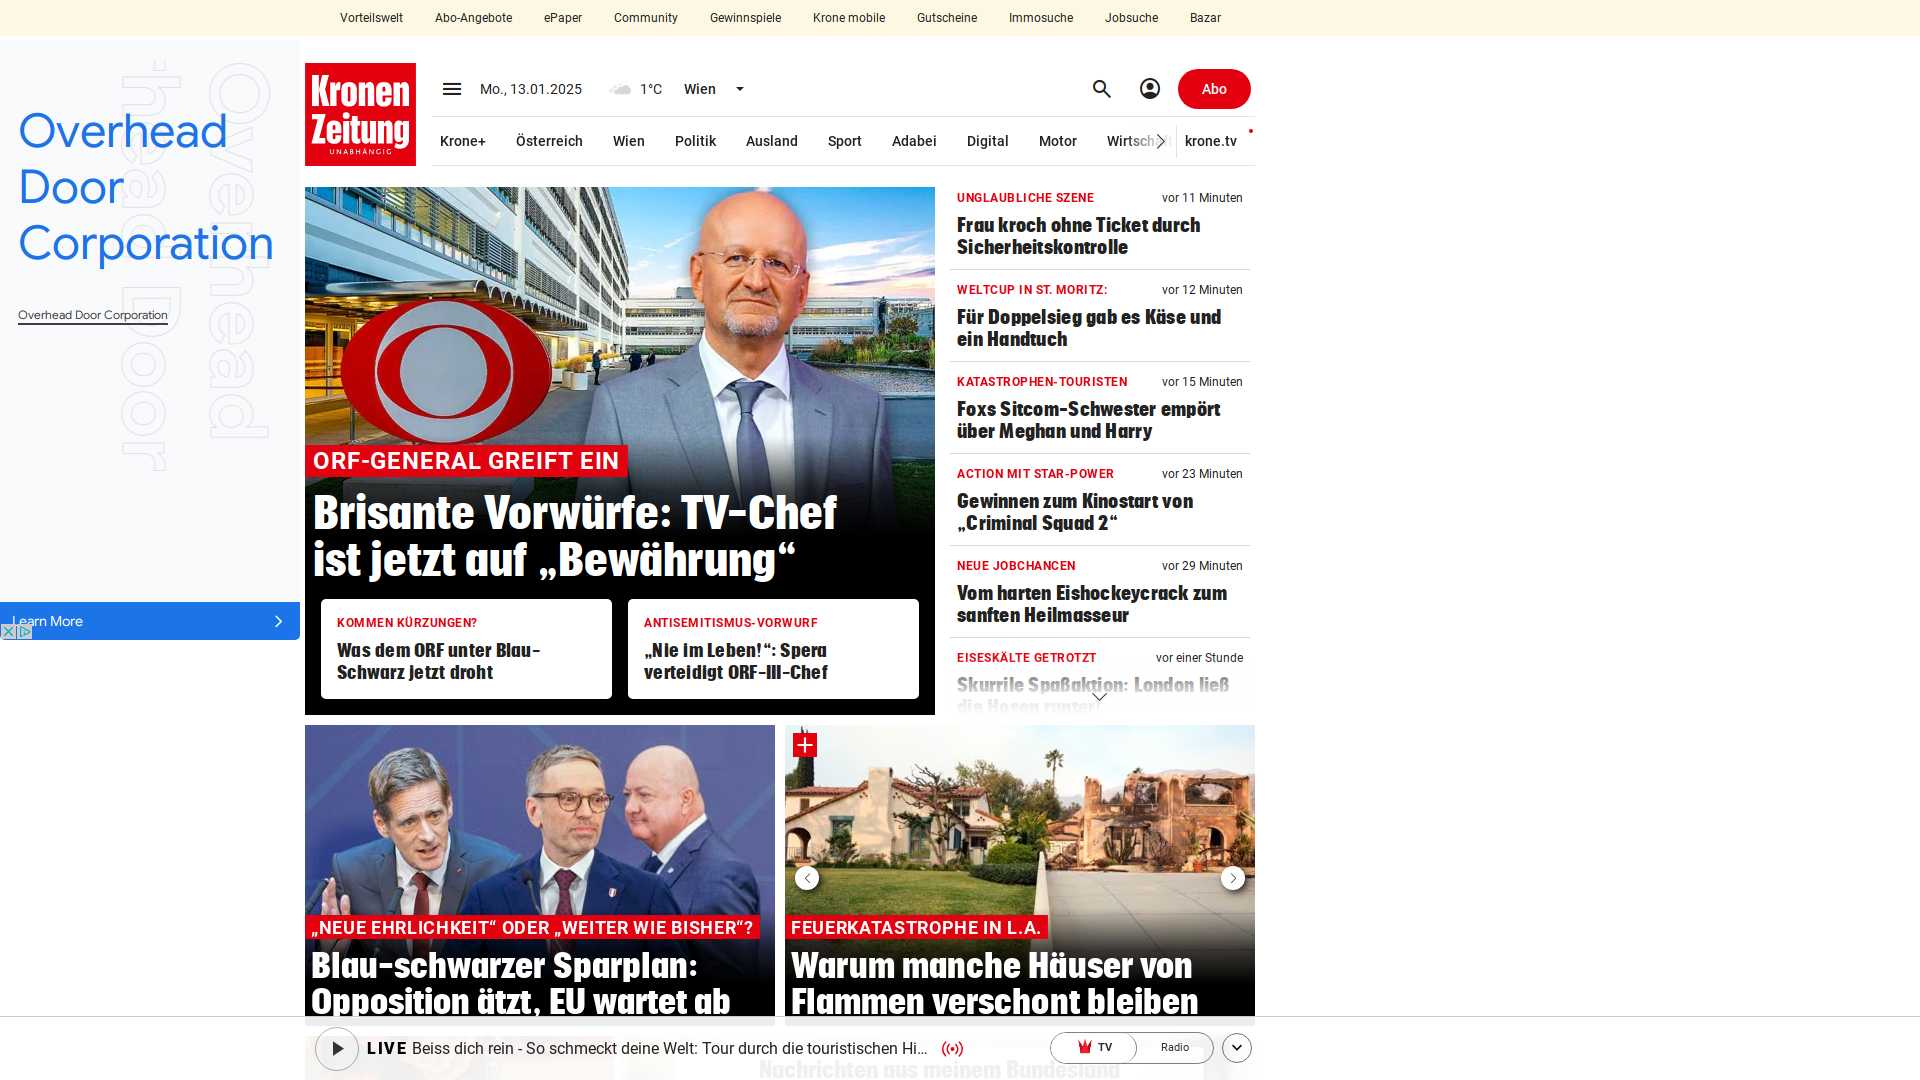 Vorteilswelt
Abo-Angebote
ePaper
Community
Gewinnspiele
Krone mobile
Gutscheine
Immosuche
Jobsuche
Bazar
Overhead
Door
Corporation
Overhead Door Corporation
Overhead
Learn More
Kronen
Zeitung
UNABHÄNGIG
Mo., 13.01.2025
1°C
Wien
Abo
Krone+
Österreich
Wien
Politik
Ausland
Sport
Adabei
Digital
Motor
krone.tv
ORF-GENERAL GREIFT EIN
Brisante Vorwürfe: TV-Chef
ist jetzt auf „Bewährung“
KOMMEN KÜRZUNGEN?
Was dem ORF unter Blau-
Schwarz jetzt droht
ANTISEMITISMUS-VORWURF
„Nie im Leben!“: Spera
verteidigt ORF-III-Chef
UNGLAUBLICHE SZENE
vor 11 Minuten
Frau kroch ohne Ticket durch
Sicherheitskontrolle
WELTCUP IN ST. MORITZ:
vor 12 Minuten
Für Doppelsieg gab es Käse und
ein Handtuch
KATASTROPHEN-TOURISTEN
vor 15 Minuten
Foxs Sitcom-Schwester empört
über Meghan und Harry
ACTION MIT STAR-POWER
vor 23 Minuten
Gewinnen zum Kinostart von
„Criminal Squad 2“
NEUE JOBCHANCEN
vor 29 Minuten
Vom harten Eishockeycrack zum
sanften Heilmasseur
EISESKÄLTE GETROTZT
vor einer Stunde
Skurrile Spaßaktion: London ließ
die Hosen runter!
„NEUE EHRLICHKEIT“ ODER „WEITER WIE BISHER“?
Blau-schwarzer Sparplan:
Opposition ätzt, EU wartet ab
FEUERKATASTROPHE IN L.A.
Warum manche Häuser von
Flammen verschont bleiben
LIVE Beiss dich rein - So schmeckt deine Welt: Tour durch die touristischen Hi...
TV
Radio
Nachrichten aus meinem Bundesland